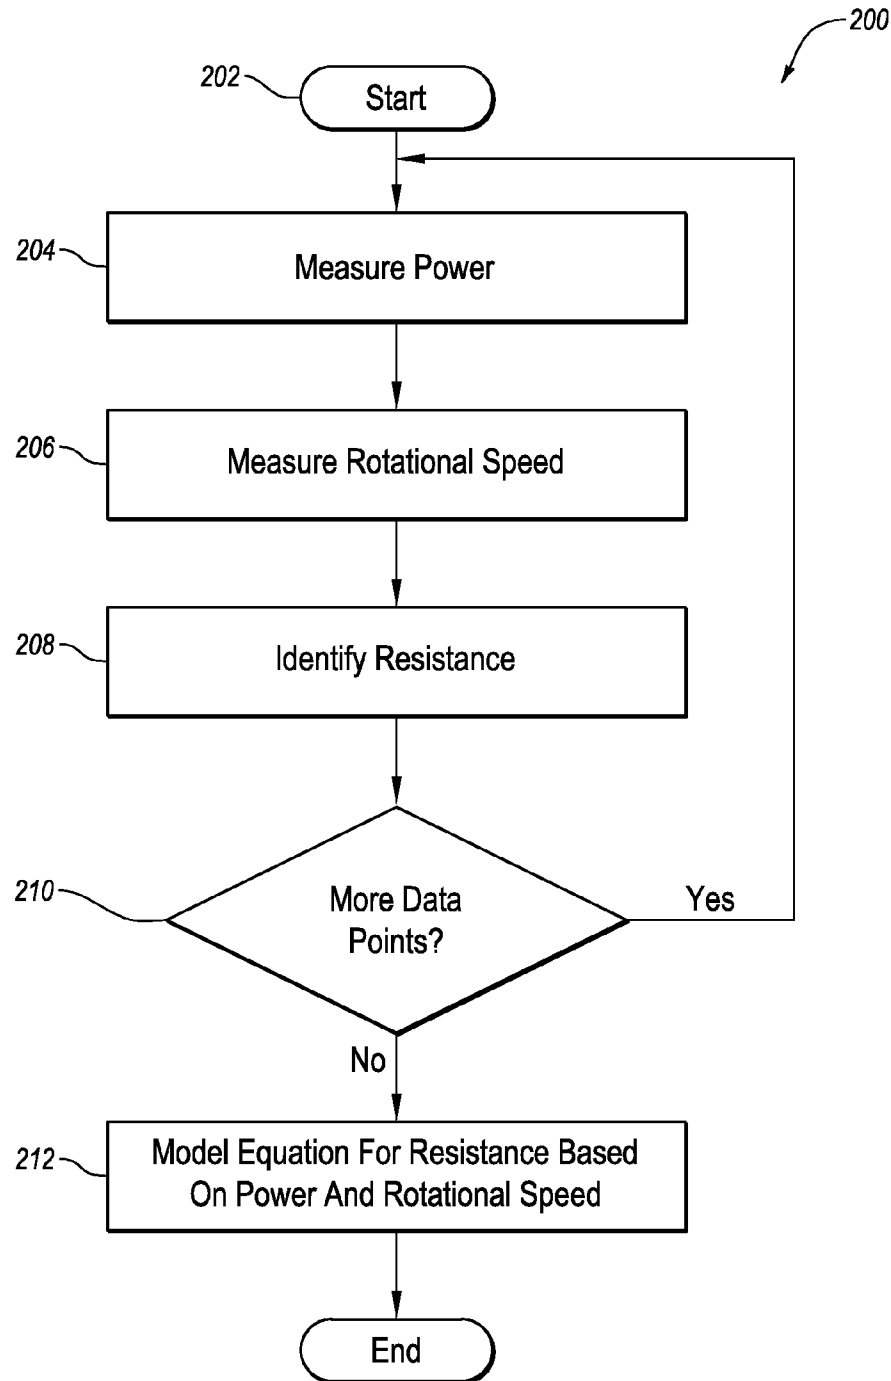 200
202
Start
204
Measure Power
206
Measure Rotational Speed
208
Identify Resistance
210
More Data
Points?
Yes
No
212
Model Equation For Resistance Based
On Power And Rotational Speed
End